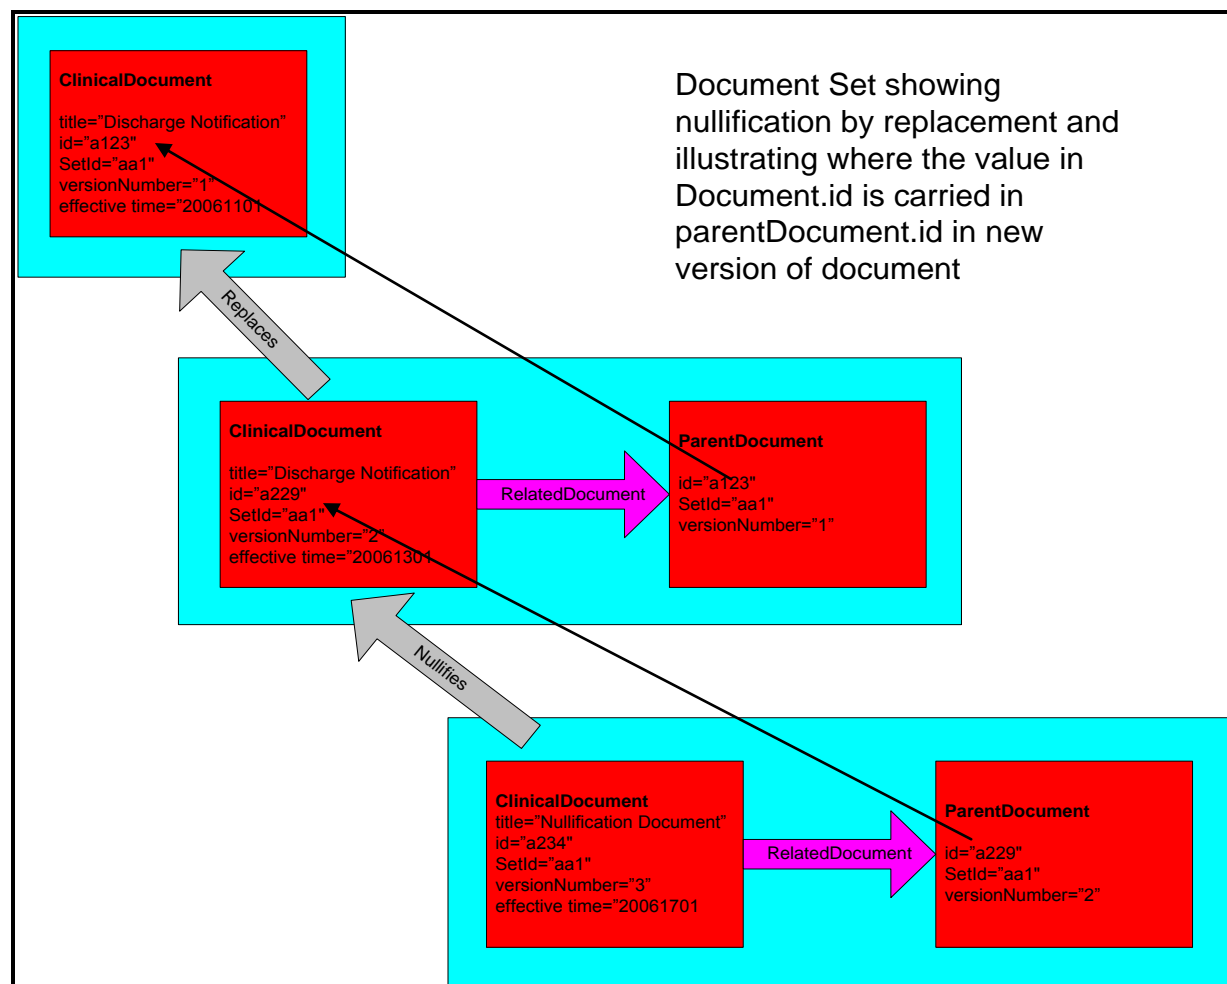 ClinicalDocument
title=”Discharge Notification”
id=”a123"
SetId=”aa1"
versionNumber=”1”
effective time=”20061101
Document Set showing
nullification by replacement and
illustrating where the value in
Document.id is carried in
parentDocument.id in new
version of document
Replaces
ClinicalDocument
title=”Discharge Notification”
id=”a229"
SetId=”aa1"
versionNumber=”2”
effective time=”20061301
RelatedDocument
ParentDocument
id=”a123"
SetId=”aa1"
versionNumber=”1”
Nullifies
ClinicalDocument
title=”Nullification Document”
id=”a234"
SetId=”aa1"
versionNumber=”3”
effective time=”20061701
RelatedDocument
ParentDocument
id=”a229"
SetId=”aa1"
versionNumber=”2”